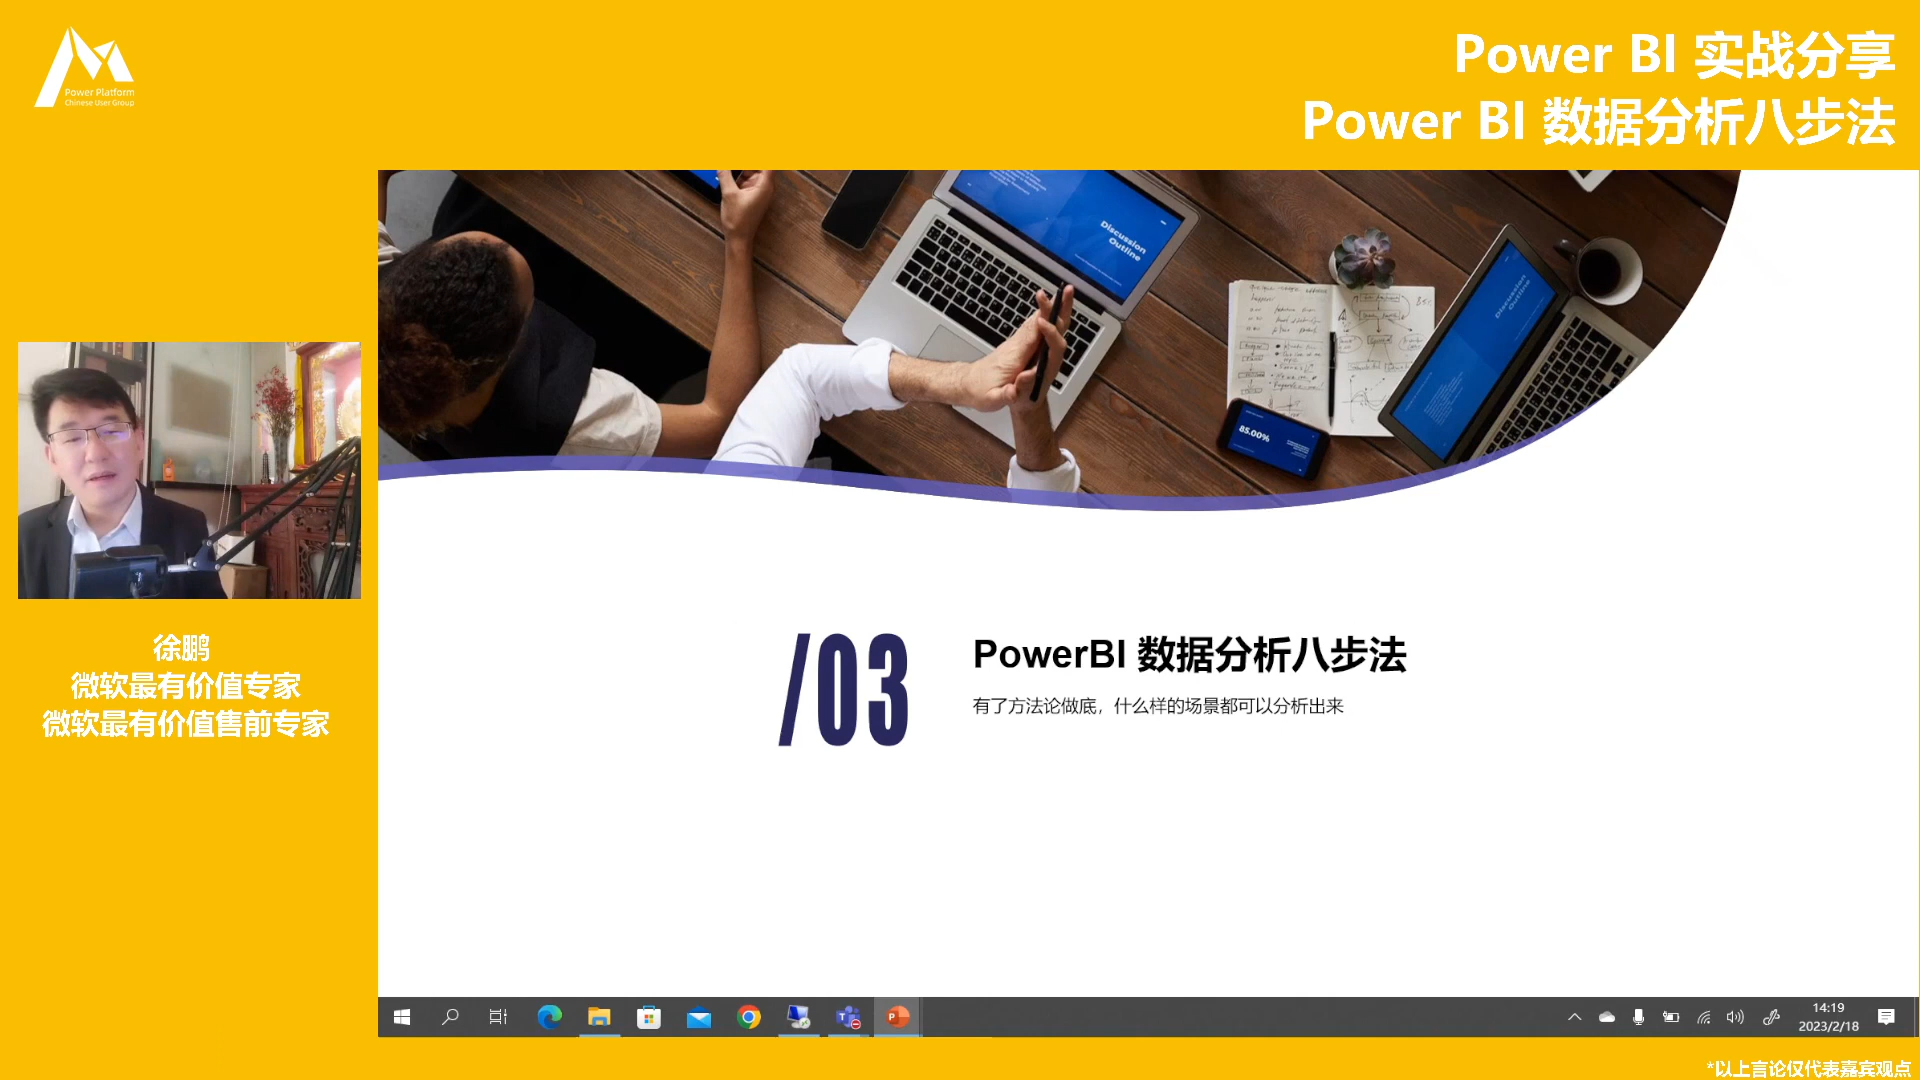 Power Platform
Chinese User Group
Power BI 实战分享
Power BI 数据分析八步法
Discussion
Outline
Discussion
Outline
85.00%
徐鹏
微软最有价值专家
微软最有价值售前专家
/03
PowerBI 数据分析八步法
有了方法论做底，什么样的场景都可以分析出来
14:19
2023/2/18
*以上言论仅代表嘉宾观点